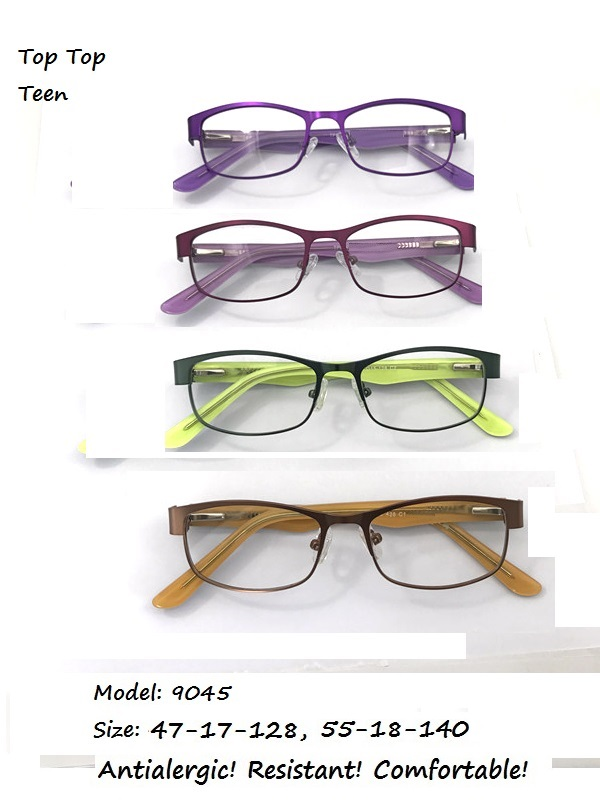 Top Top
Teen
Model: 9045
Size: 47-17-128, 55-18-140
Antialergic! Resistant! Comfortable!